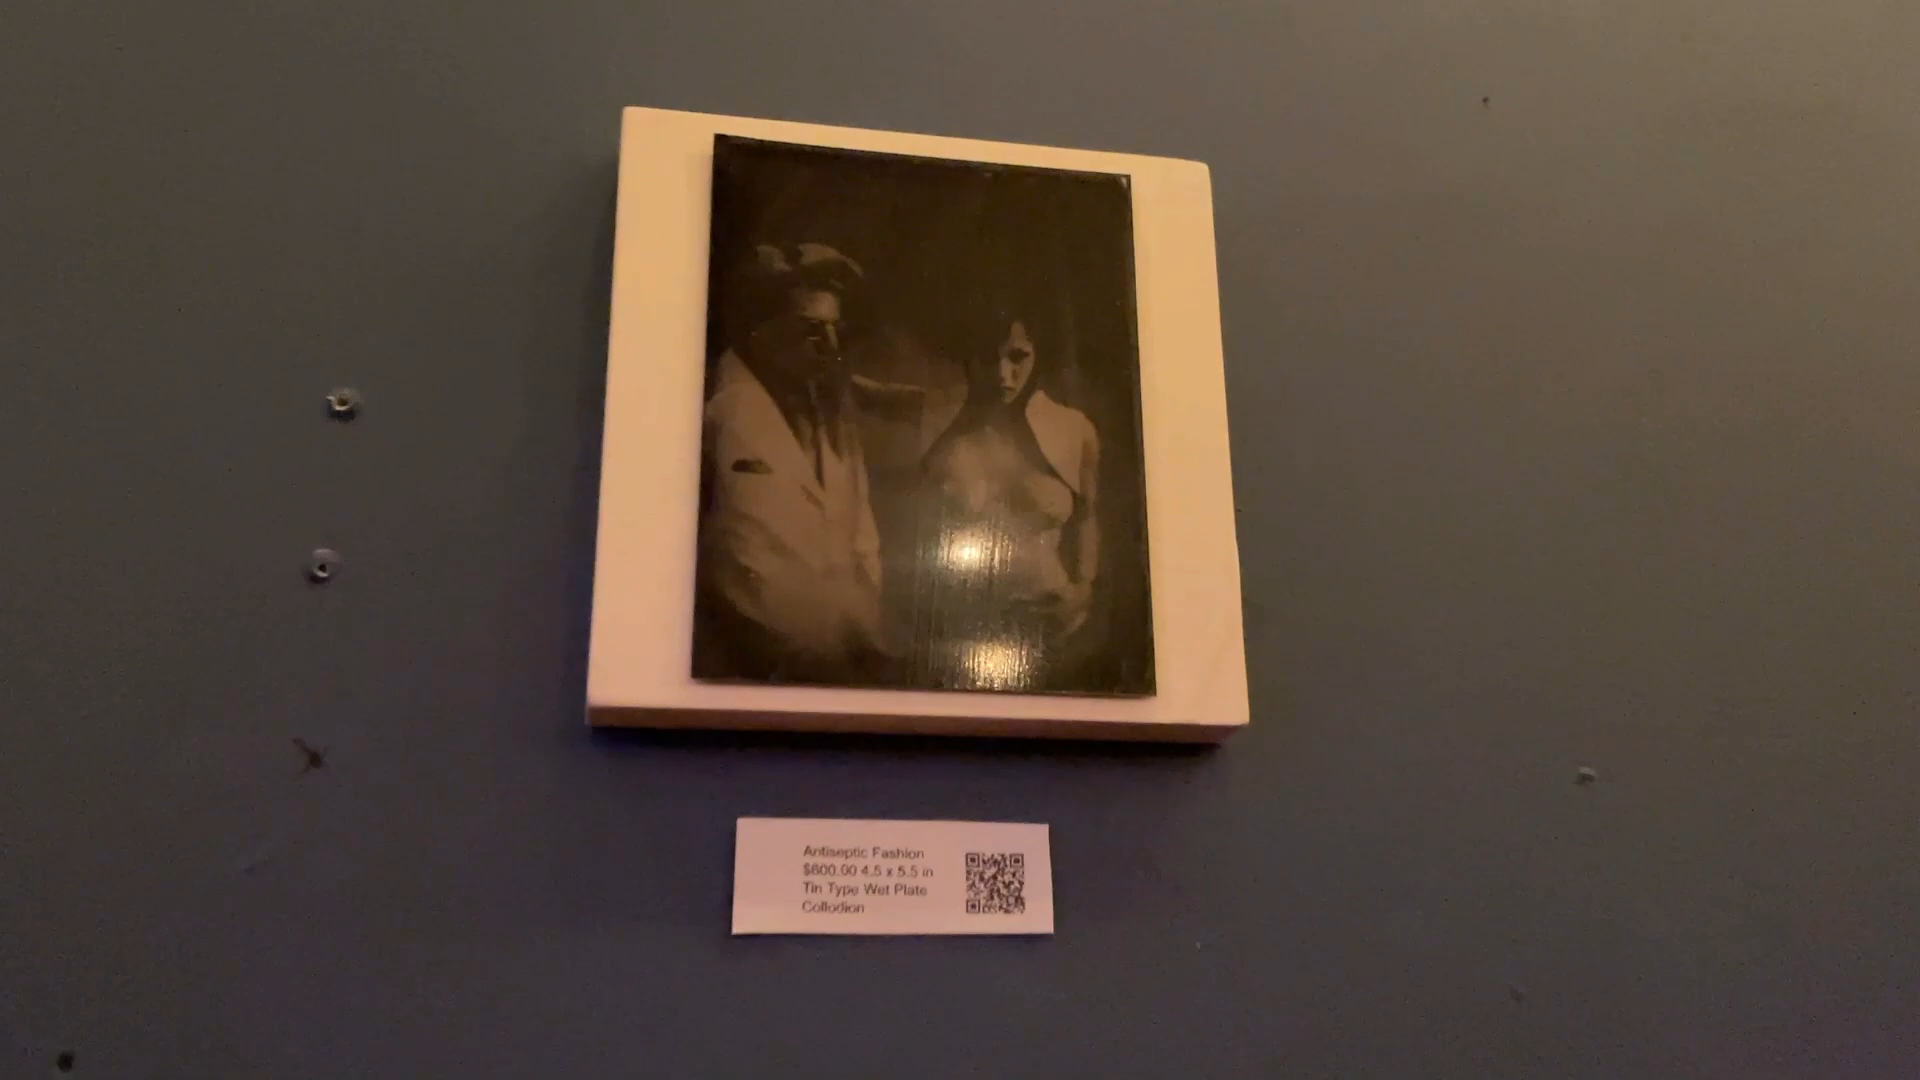 Antiseptic Fashion
$600.00 4.5 x 5.5 in
Tin Type Wet Plate
Collodion